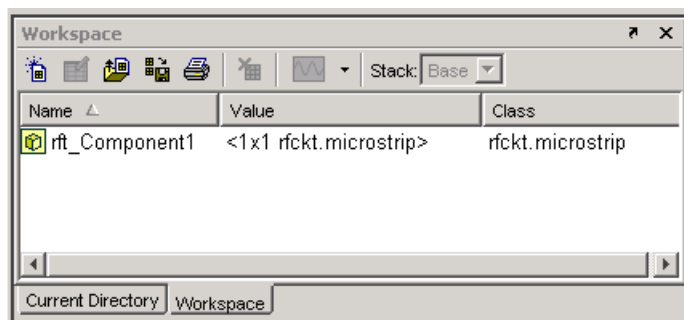 Workspace
Stack: Base
Name Value Class
rft_Component1 <1x1 rfckt.microstrip> rfckt.microstrip
Current Directory Workspace